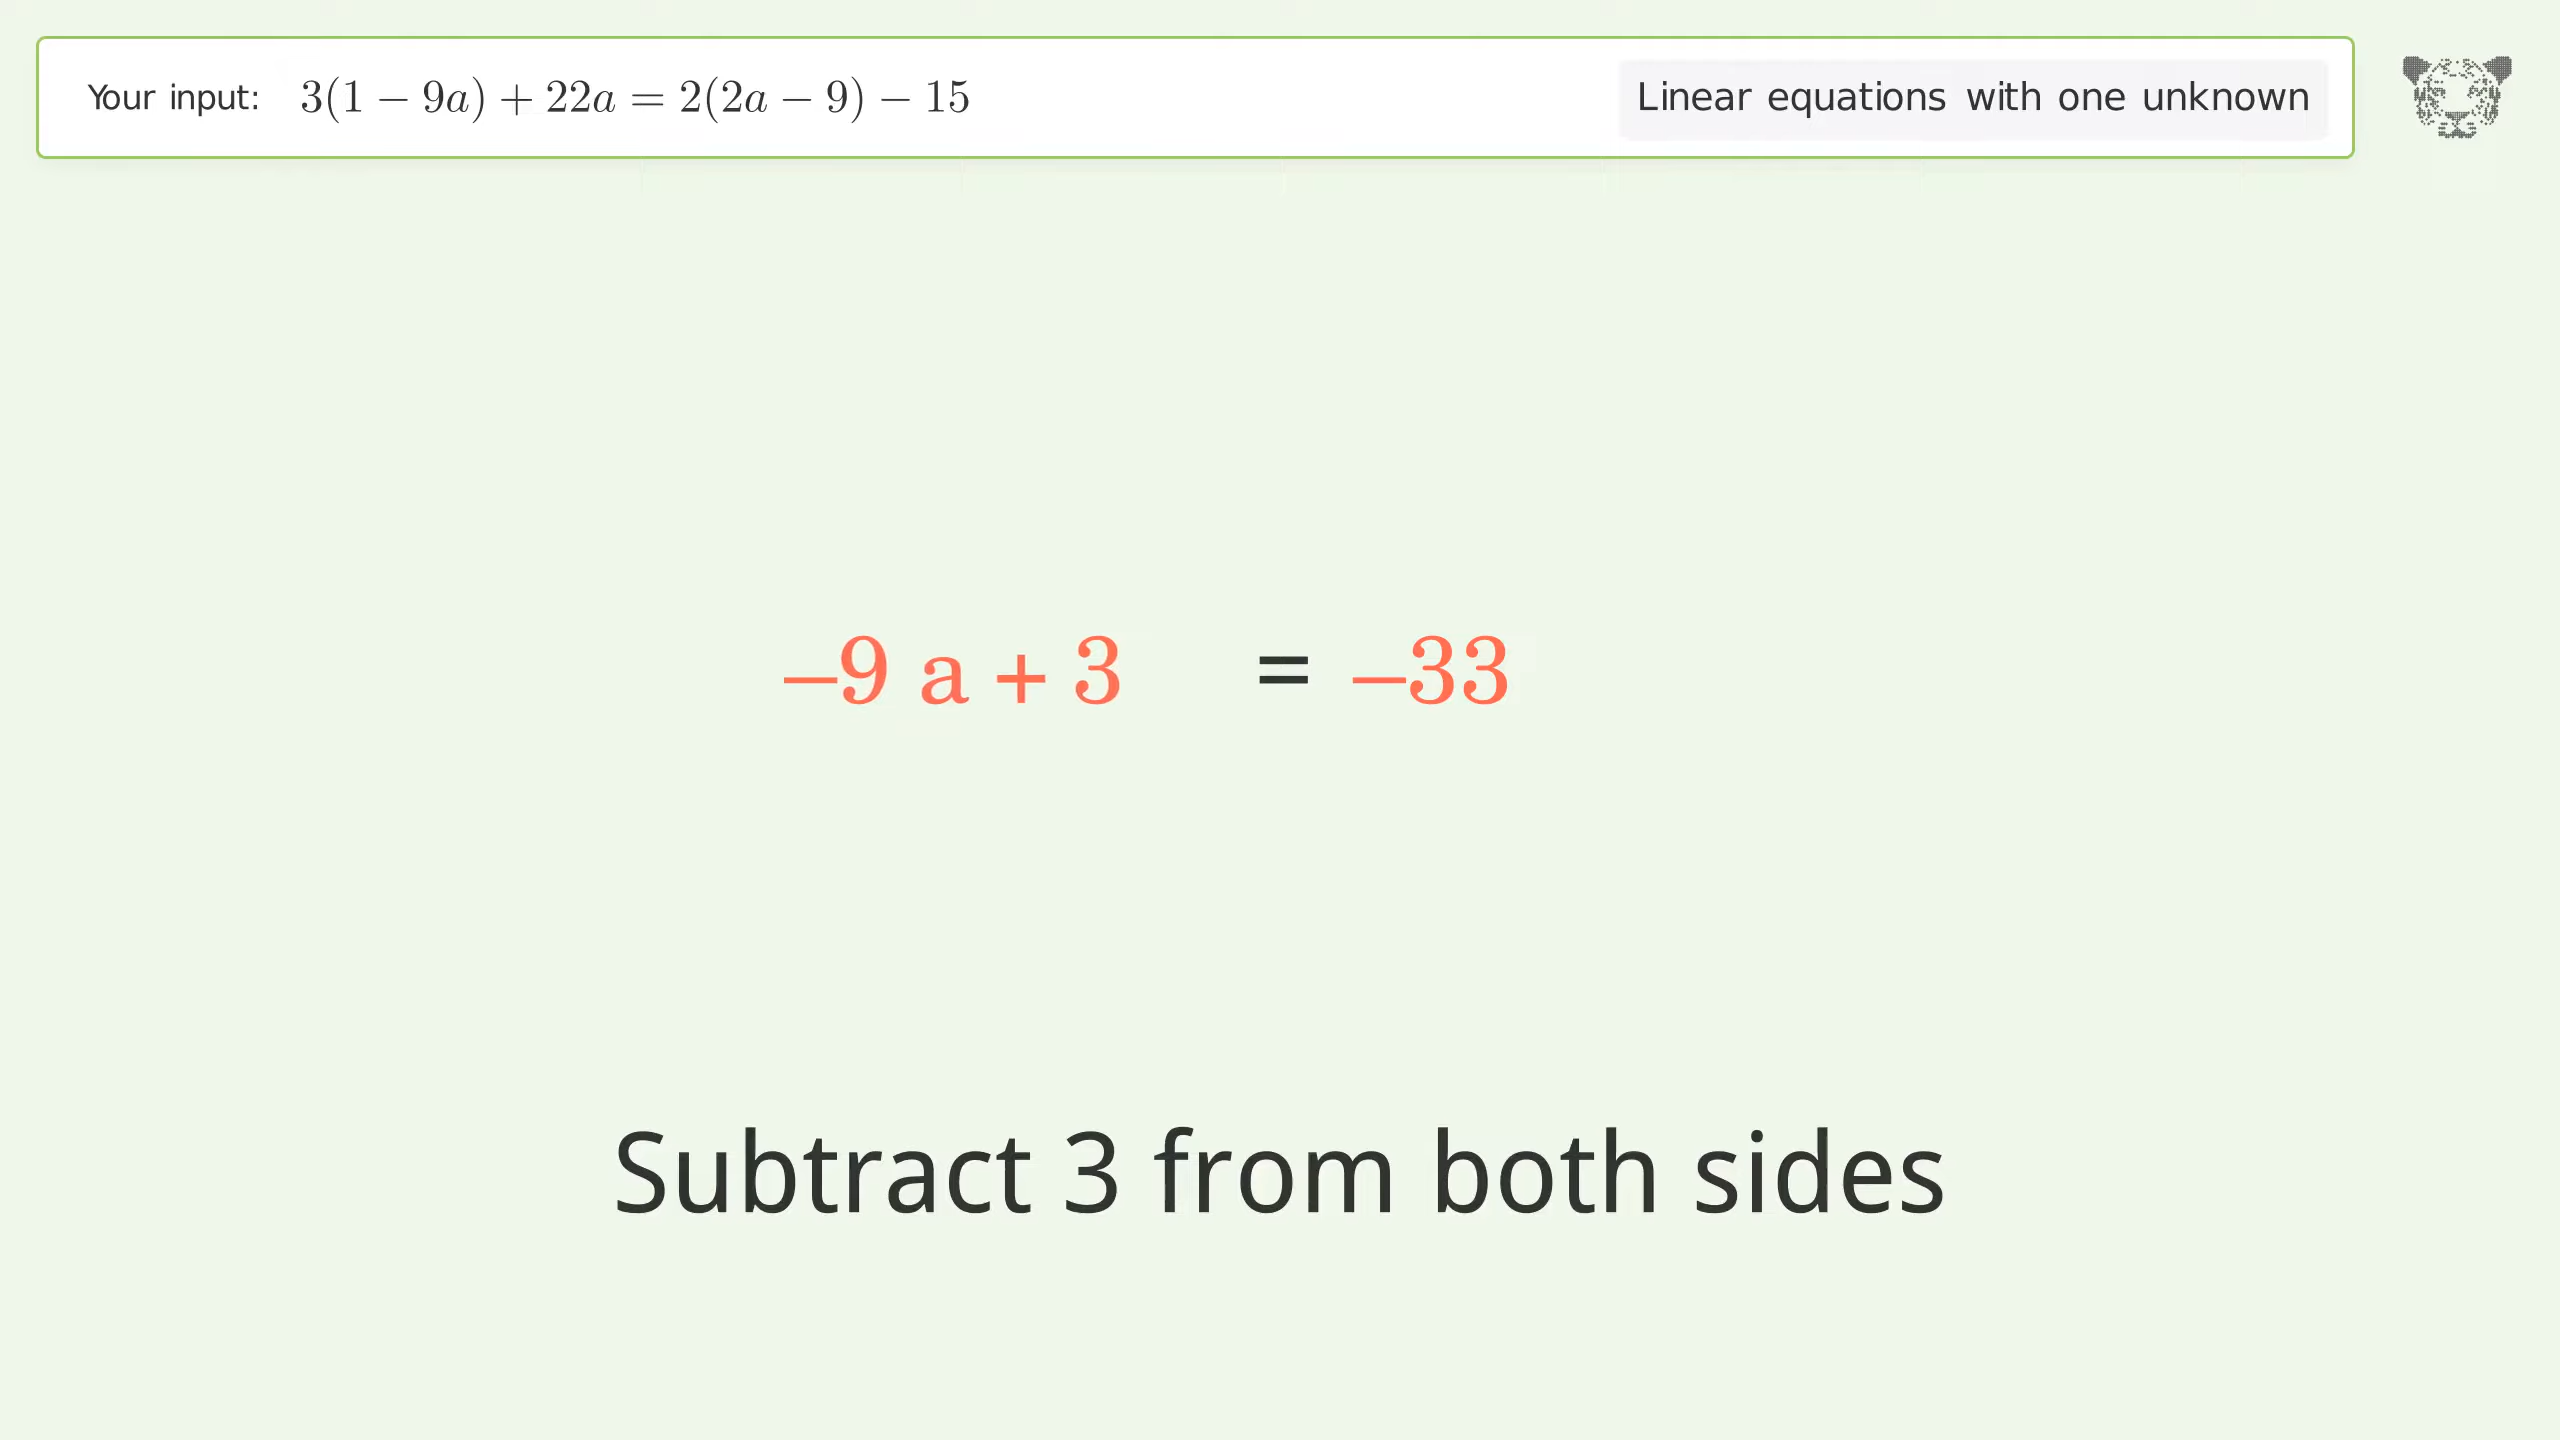 Your input: 3(1 − 9a) + 22a = 2(2a − 9) − 15 Linear equations with one unknown
–9 a + 3 = –33
Subtract 3 from both sides